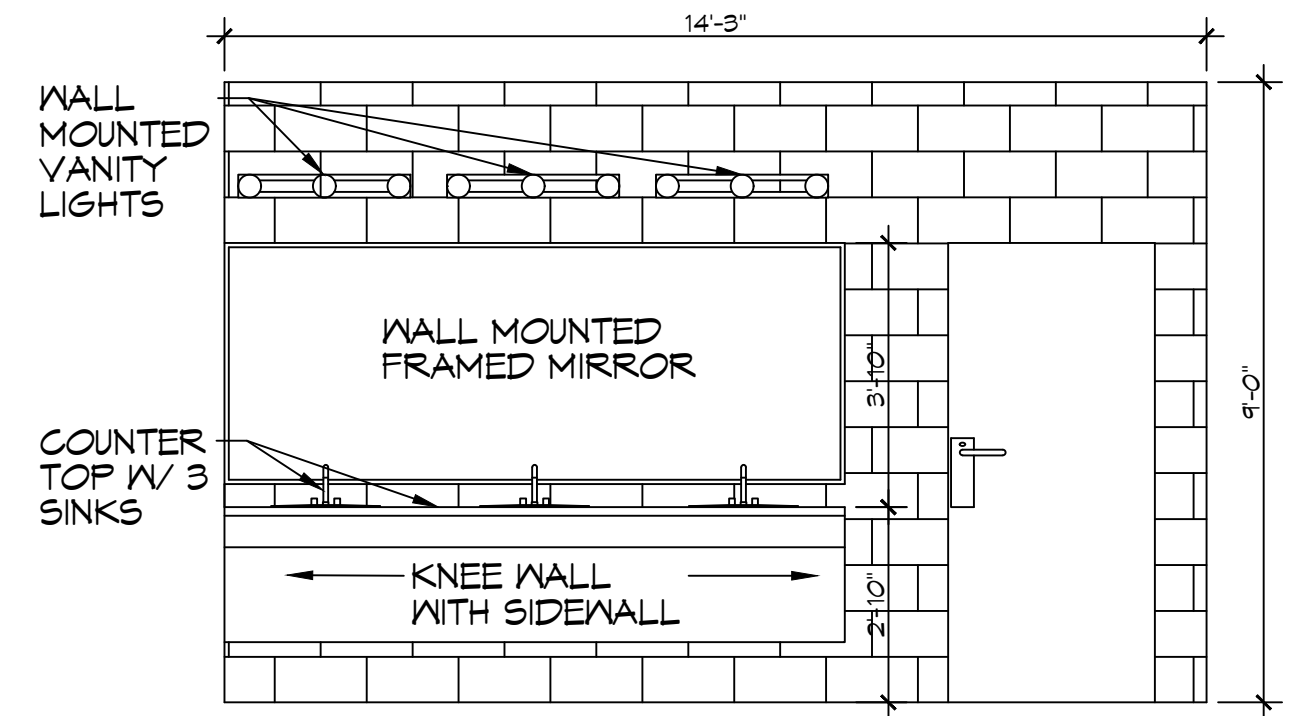 14'-3"
WALL
MOUNTED
VANITY
LIGHTS
WALL MOUNTED
FRAMED MIRROR
3'-10"
9'-0"
COUNTER
TOP W/ 3
SINKS
KNEE WALL
WITH SIDEWALL
2'-10"